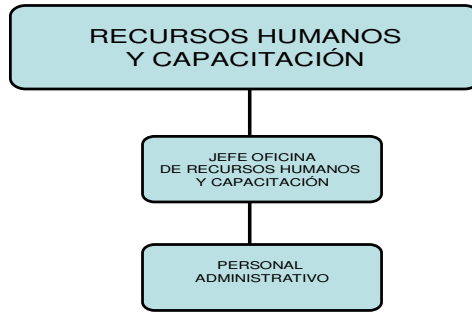 RECURSOS HUMANOS
Y CAPACITACIÓN
JEFE OFICINA
DE RECURSOS HUMANOS
Y CAPACITACIÓN
PERSONAL
ADMINISTRATIVO